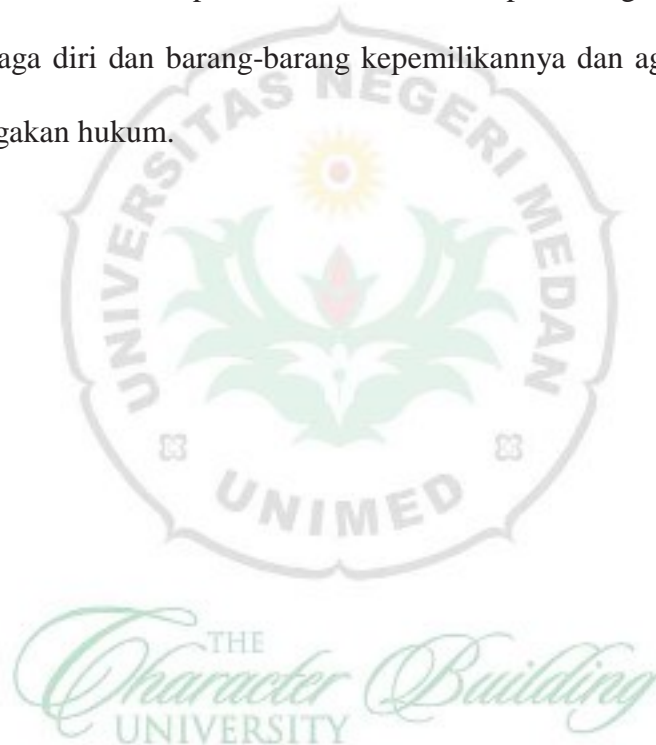 aga diri dan barang-barang kepemilikannya dan ag
gakan hukum.
UNIVERSITAS NEGERI MEDAN
UNIMED
THE
Character Building
UNIVERSITY